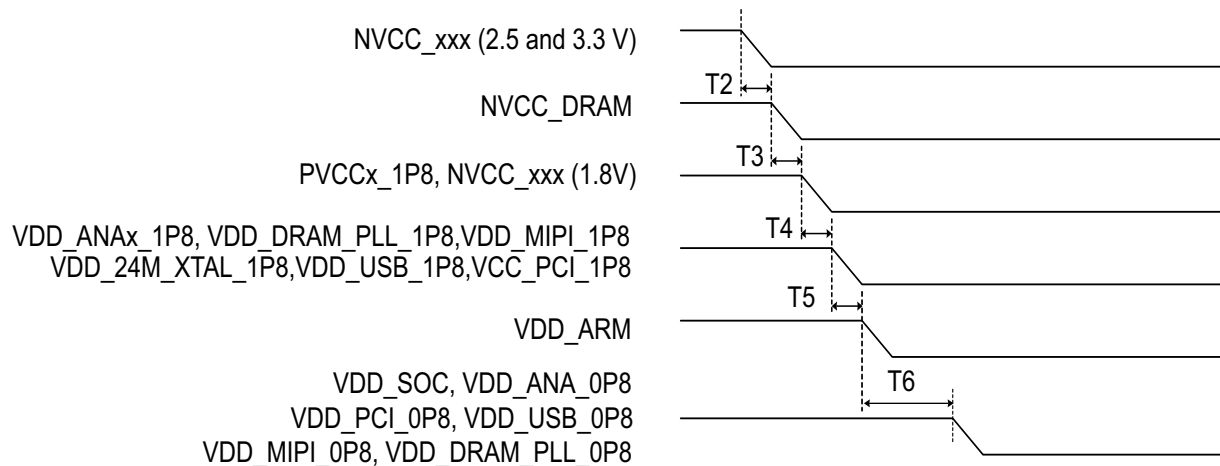 NVCC_xxx (2.5 and 3.3 V)
T2
NVCC_DRAM
T3
PVCCx_1P8, NVCC_xxx (1.8V)
T4
VDD_ANAx_1P8, VDD_DRAM_PLL_1P8,VDD_MIPI_1P8
VDD_24M_XTAL_1P8,VDD_USB_1P8,VCC_PCI_1P8
T5
VDD_ARM
T6
VDD_SOC, VDD_ANA_0P8
VDD_PCI_0P8, VDD_USB_0P8
VDD_MIPI_0P8, VDD_DRAM_PLL_0P8